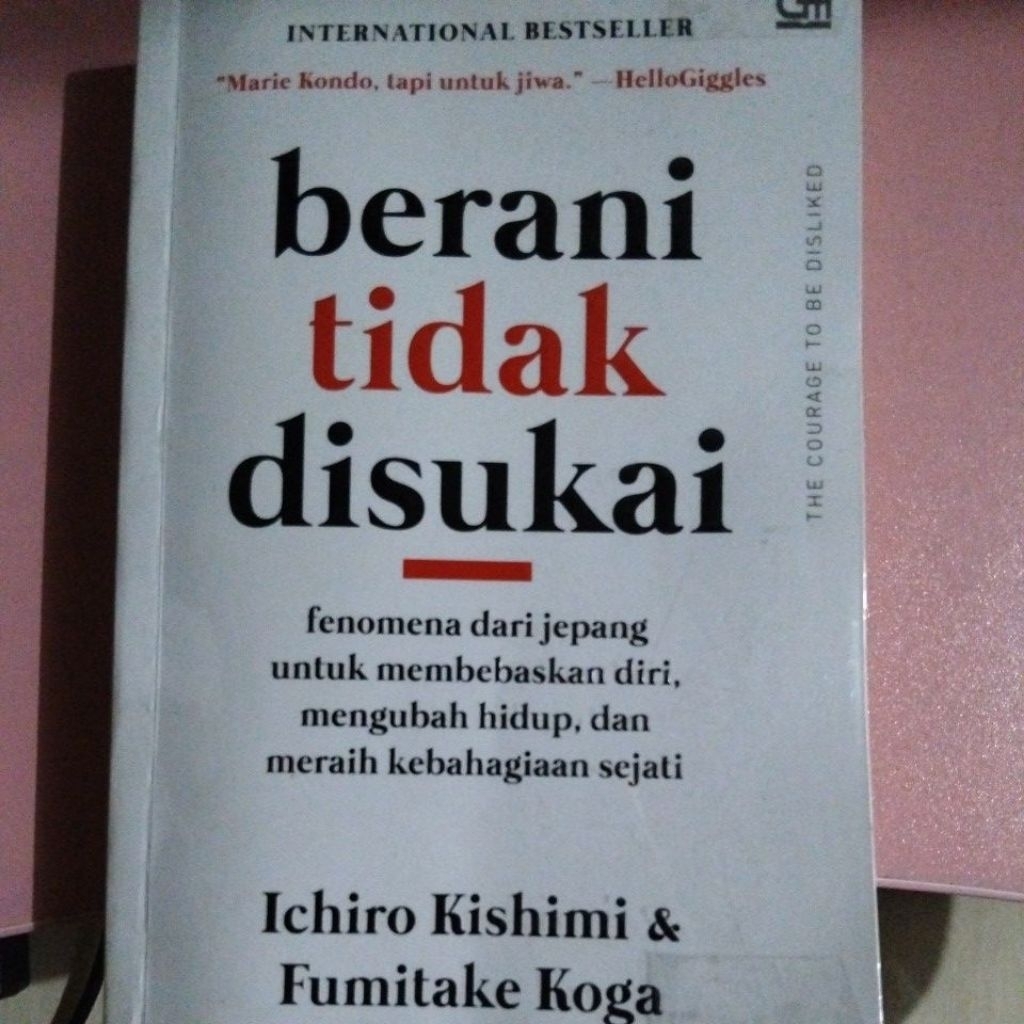 INTERNATIONAL BESTSELLER
"Marie Kondo, tapi untuk jiwa." —HelloGiggles
berani
tidak
disukai
THE COURAGE TO BE DISLIKED
fenomena dari jepang
untuk membebaskan diri,
mengubah hidup, dan
meraih kebahagiaan sejati
Ichiro Kishimi &
Fumitake Koga